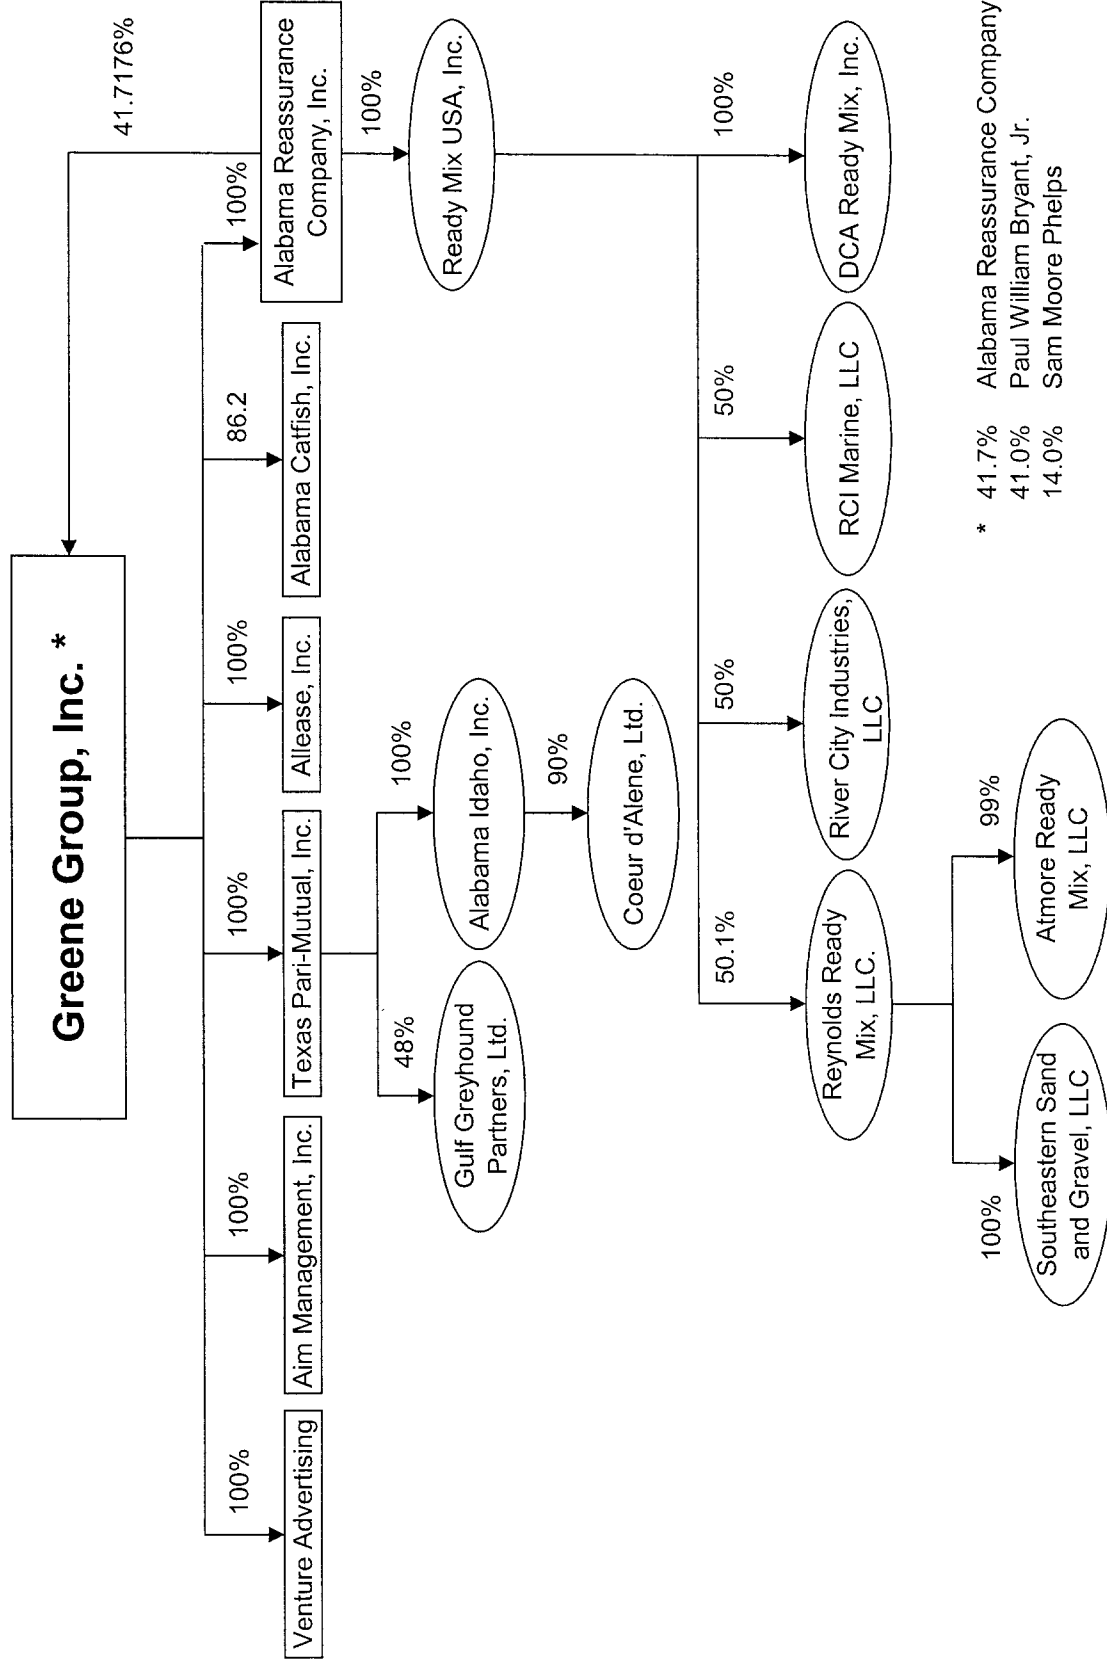 Greene Group, Inc. *
41.7176%
100%
100%
100%
100%
86.2
100%
Venture Advertising
Aim Management, Inc.
Texas Pari-Mutual, Inc.
Allease, Inc.
Alabama Catfish, Inc.
Alabama Reassurance
Company, Inc.
48%
100%
100%
Gulf Greyhound
Partners, Ltd.
Alabama Idaho, Inc.
Ready Mix USA, Inc.
90%
Coeur d'Alene, Ltd.
50.1%
50%
50%
100%
Reynolds Ready
Mix, LLC.
River City Industries,
LLC
RCI Marine, LLC
DCA Ready Mix, Inc.
100%
99%
Southeastern Sand
and Gravel, LLC
Atmore Ready
Mix, LLC
* 41.7% Alabama Reassurance Company
41.0% Paul William Bryant, Jr.
14.0% Sam Moore Phelps